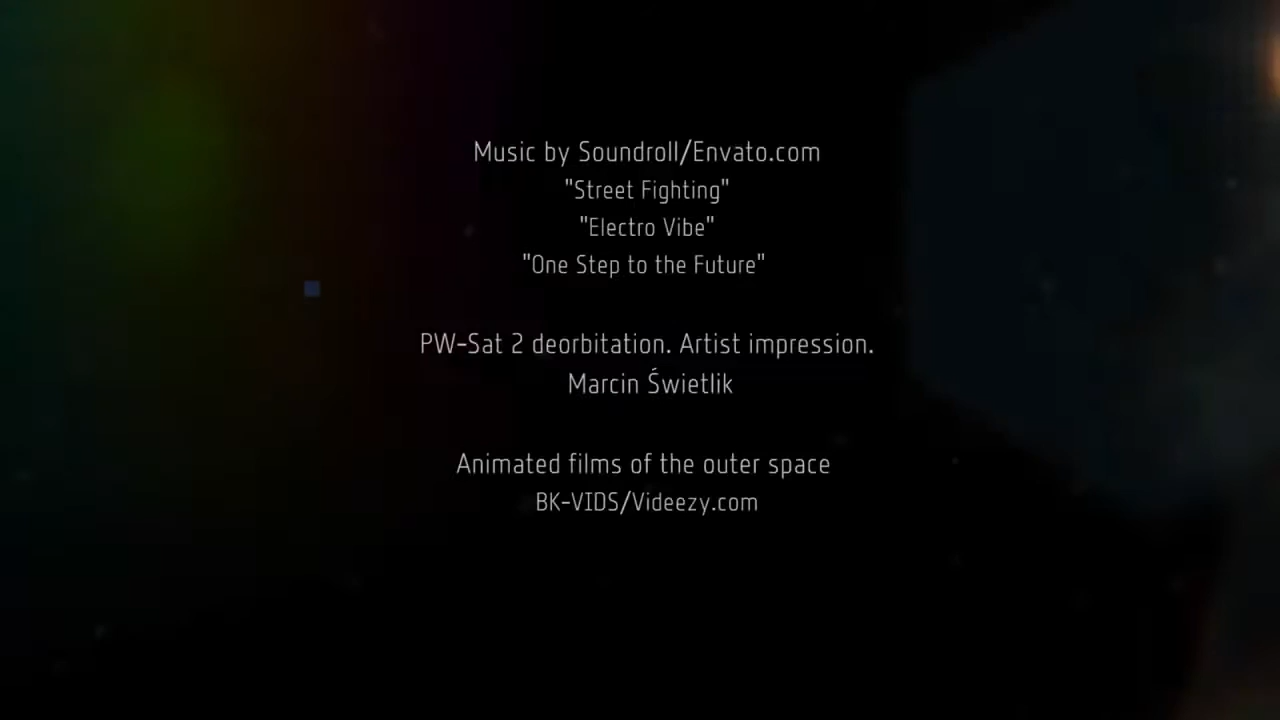 Music by Soundroll/Envato.com
"Street Fighting"
"Electro Vibe"
"One Step to the Future"
PW-Sat 2 deorbitation. Artist impression.
Marcin Świetlik
Animated films of the outer space
BK-VIDS/Videezy.com